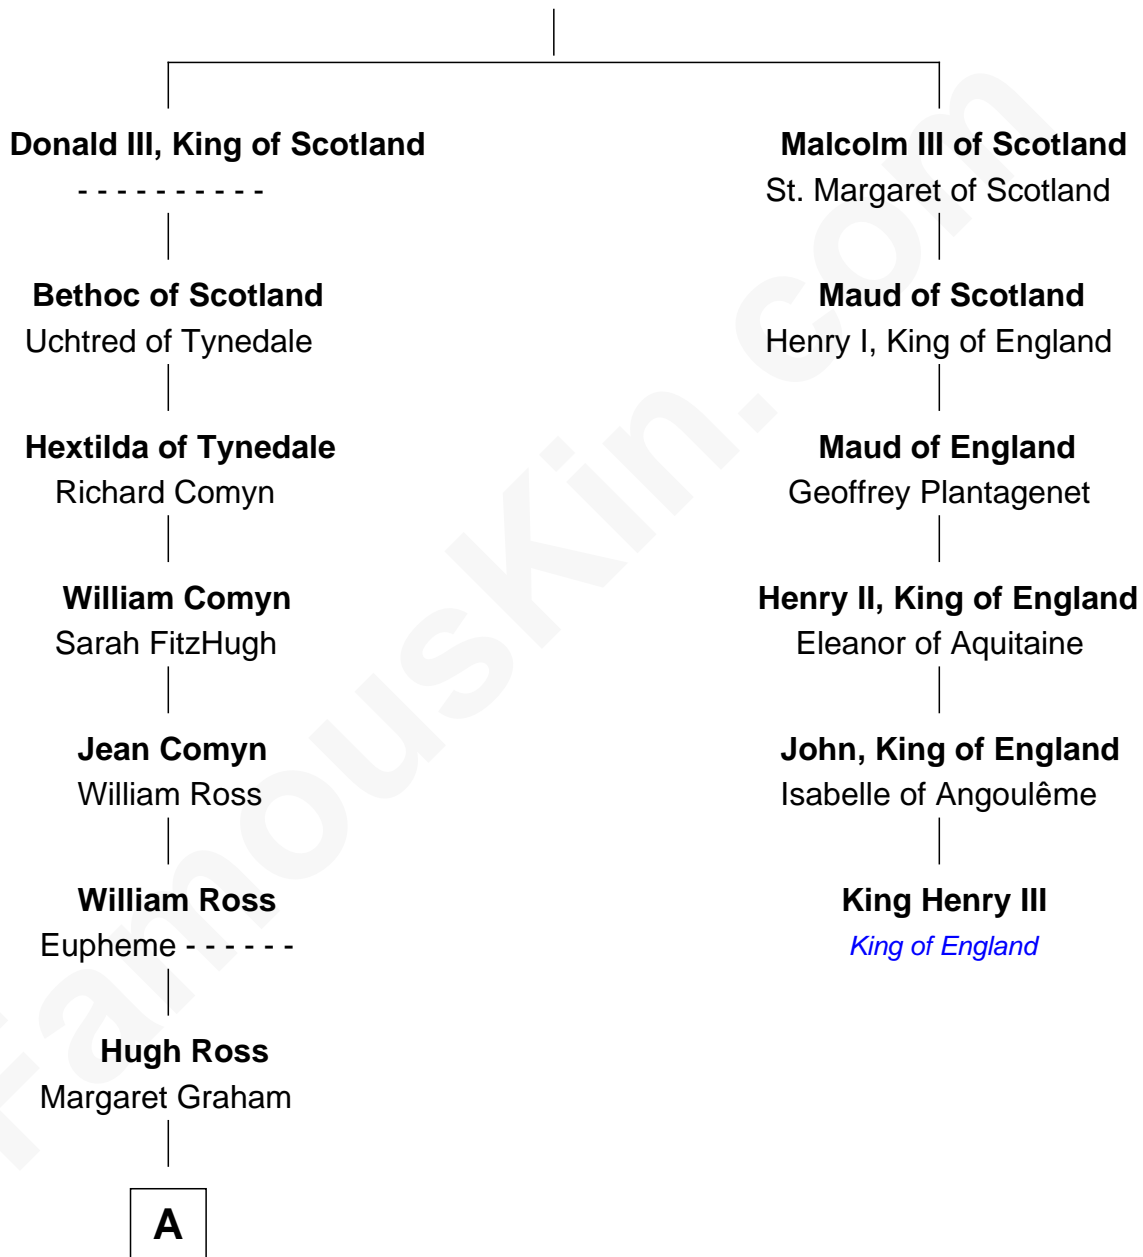 Donald III, King of Scotland
- - - - - - - - - -
Bethoc of Scotland
Uchtred of Tynedale
Hextilda of Tynedale
Richard Comyn
William Comyn
Sarah FitzHugh
Jean Comyn
William Ross
William Ross
Eupheme - - - - - -
Hugh Ross
Margaret Graham
A
Malcolm III of Scotland
St. Margaret of Scotland
Maud of Scotland
Henry I, King of England
Maud of England
Geoffrey Plantagenet
Henry II, King of England
Eleanor of Aquitaine
John, King of England
Isabelle of Angoulême
King Henry III
King of England
FamousKin.com